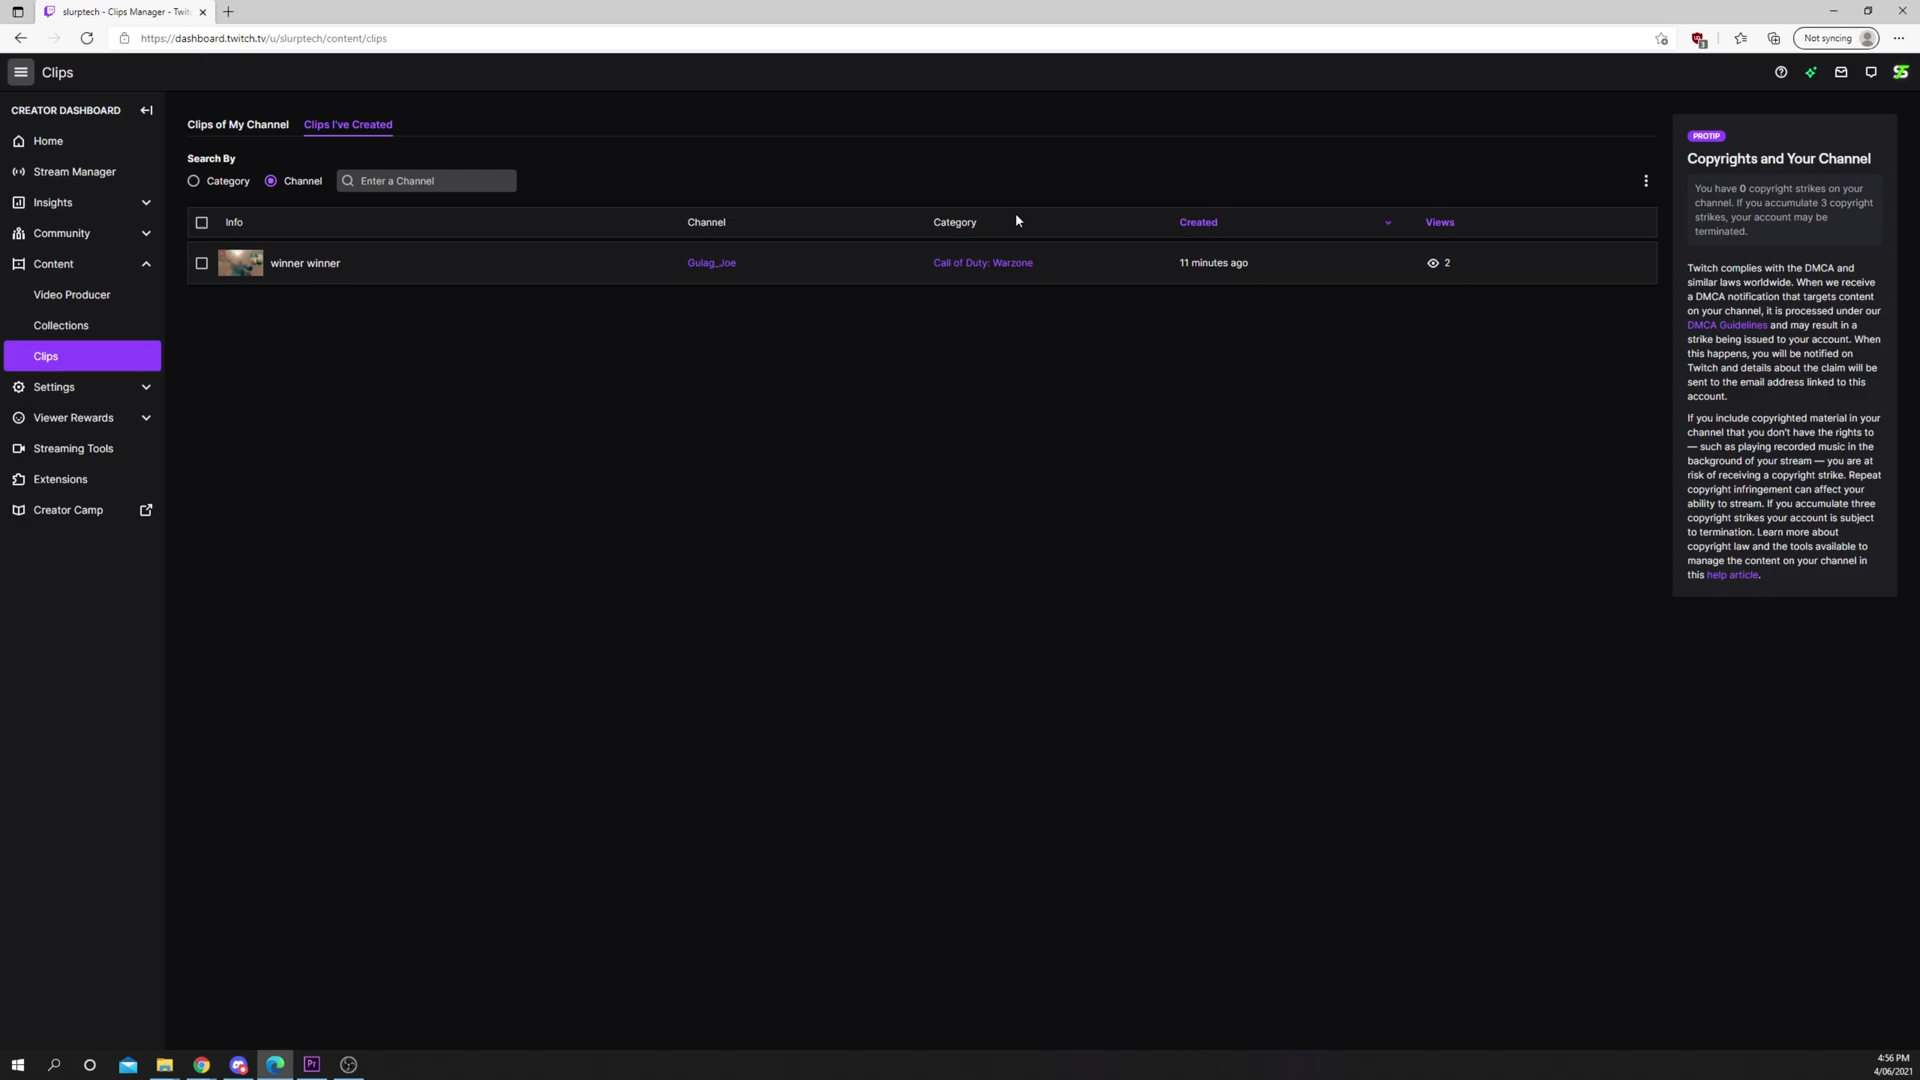 slurptech - Clips Manager - Twit
https://dashboard.twitch.tv/u/slurptech/content/clips
3
Not syncing
Clips
CREATOR DASHBOARD
Home
Stream Manager
Insights
Community
Content
Video Producer
Collections
Clips
Settings
Viewer Rewards
Streaming Tools
Extensions
Creator Camp
Clips of My Channel
Clips I've Created
Search By
Category
Channel
Enter a Channel
Info
Channel
Category
Created
Views
winner winner
Gulag_Joe
Call of Duty: Warzone
11 minutes ago
2
PROTIP
Copyrights and Your Channel
You have 0 copyright strikes on your
channel. If you accumulate 3 copyright
strikes, your account may be
terminated.
Twitch complies with the DMCA and
similar laws worldwide. When we receive
a DMCA notification that targets content
on your channel, it is processed under our
DMCA Guidelines and may result in a
strike being issued to your account. When
this happens, you will be notified on
Twitch and details about the claim will be
sent to the email address linked to this
account.
If you include copyrighted material in your
channel that you don't have the rights to
— such as playing recorded music in the
background of your stream — you are at
risk of receiving a copyright strike. Repeat
copyright infringement can affect your
ability to stream. If you accumulate three
copyright strikes your account is subject
to termination. Learn more about
copyright law and the tools available to
manage the content on your channel in
this help article.
Pr
4:56 PM
4/06/2021